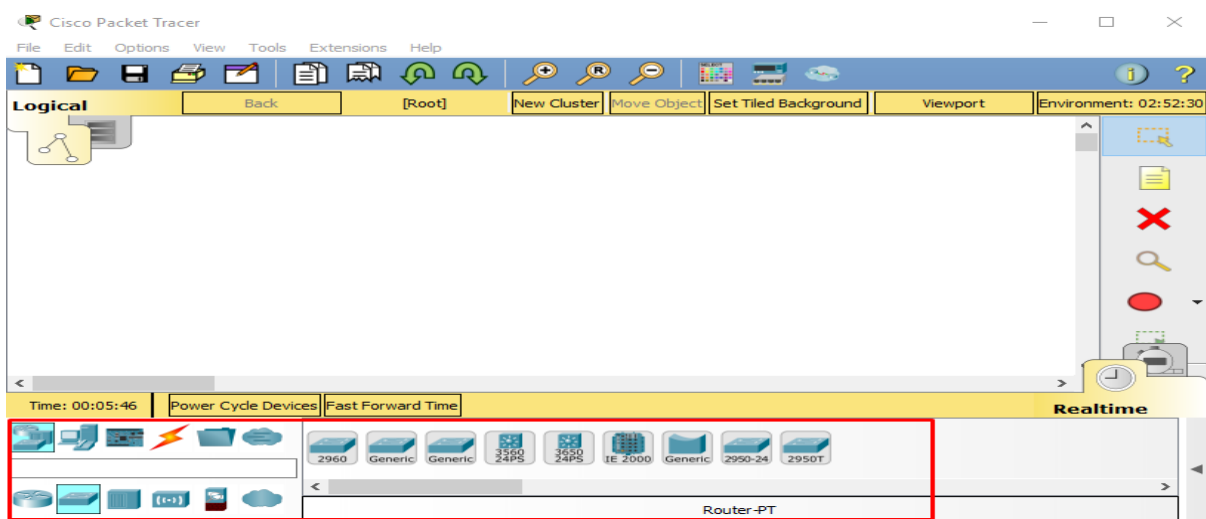 Cisco Packet Tracer
File Edit Options View Tools Extensions Help
Logical Back [Root] New Cluster Move Object Set Tiled Background Viewport Environment: 02:52:30
Time: 00:05:46 Power Cycle Devices Fast Forward Time Realtime
2960 Generic Generic 3560 24PS 3650 24PS IE 2000 Generic 2950-24 2950T
Router-PT